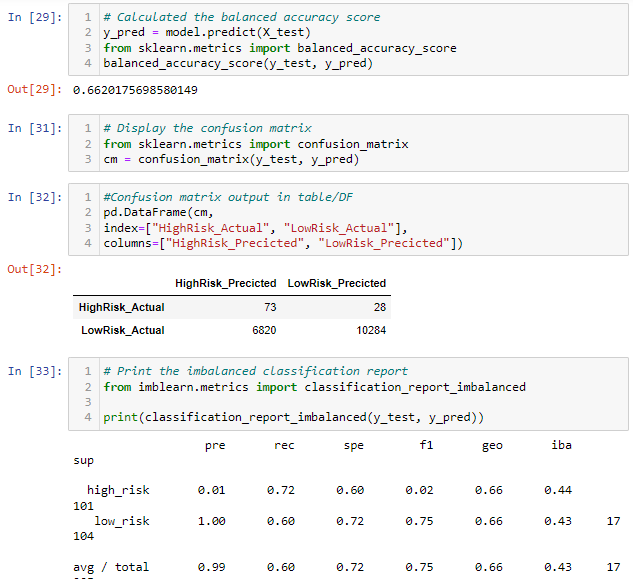 In [29]: 1 # Calculated the balanced accuracy score
2 y_pred = model.predict(X_test)
3 from sklearn.metrics import balanced_accuracy_score
4 balanced_accuracy_score(y_test, y_pred)
Out[29]: 0.6620175698580149
In [31]: 1 # Display the confusion matrix
2 from sklearn.metrics import confusion_matrix
3 cm = confusion_matrix(y_test, y_pred)
In [32]: 1 #Confusion matrix output in table/DF
2 pd.DataFrame(cm,
3 index=["HighRisk_Actual", "LowRisk_Actual"],
4 columns=["HighRisk_Precicted", "LowRisk_Precicted"])
Out[32]:
HighRisk_Precicted LowRisk_Precicted
HighRisk_Actual 73 28
LowRisk_Actual 6820 10284
In [33]: 1 # Print the imbalanced classification report
2 from imblearn.metrics import classification_report_imbalanced
3
4 print(classification_report_imbalanced(y_test, y_pred))
pre rec spe f1 geo iba
sup
high_risk 0.01 0.72 0.60 0.02 0.66 0.44
101
low_risk 1.00 0.60 0.72 0.75 0.66 0.43 17
104
avg / total 0.99 0.60 0.72 0.75 0.66 0.43 17